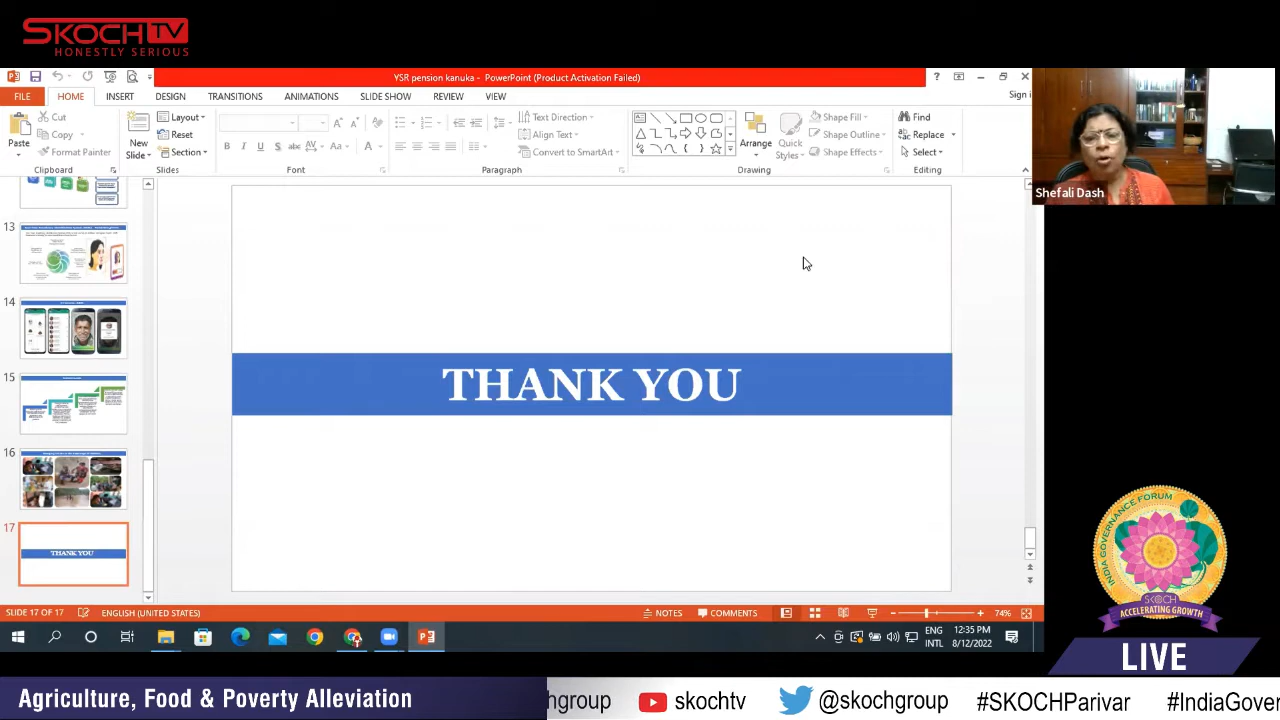 SKOCH TV
HONESTLY SERIOUS
YSR pension kanuka - PowerPoint (Product Activation Failed)
?
Sign i
FILE
HOME
INSERT
DESIGN
TRANSITIONS
ANIMATIONS
SLIDE SHOW
REVIEW
VIEW
Paste
Cut
Copy
Format Painter
Clipboard
New
Slide
Layout
Reset
Section
Slides
B I U S abc AV Aa A
Font
Text Direction
Align Text
Convert to SmartArt
Paragraph
Arrange
Quick
Styles
Shape Fill
Shape Outline
Shape Effects
Drawing
Find
Replace
Select
Editing
Shefali Dash
13
14
15
16
17
THANK YOU
THANK YOU
SLIDE 17 OF 17
ENGLISH (UNITED STATES)
NOTES
COMMENTS
74%
ENG
INTL
12:35 PM
8/12/2022
INDIA GOVERNANCE FORUM
SKOCH
ACCELERATING GROWTH
LIVE
Agriculture, Food & Poverty Alleviation
hgroup
skochtv
@skochgroup
#SKOCHParivar
#IndiaGover